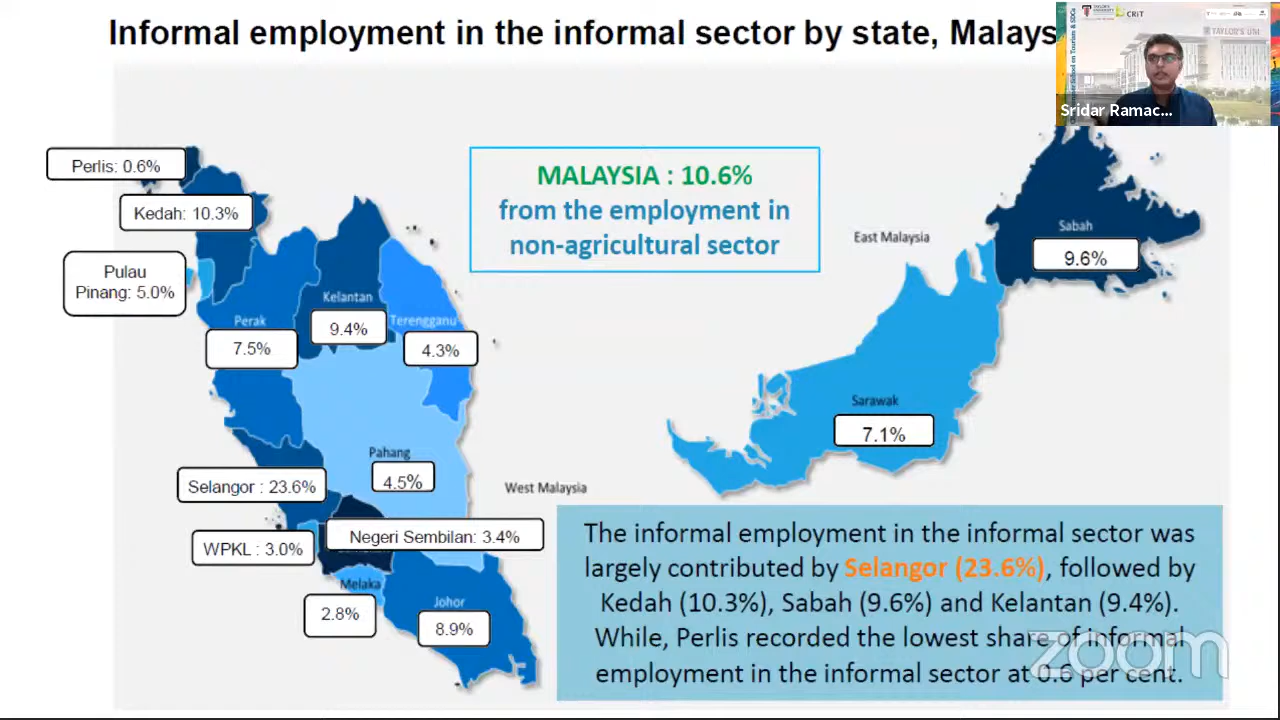 Informal employment in the informal sector by state, Malays
CRiT
TAYLOR'S UNI
Sridar Ramac...
Perlis: 0.6%
Kedah: 10.3%
Pulau
Pinang: 5.0%
MALAYSIA : 10.6%
from the employment in
non-agricultural sector
East Malaysia
Sabah
9.6%
Kelantan
9.4%
Perak
7.5%
Terengganu
4.3%
Sarawak
7.1%
Pahang
4.5%
Selangor : 23.6%
West Malaysia
WPKL : 3.0%
Negeri Sembilan: 3.4%
Melaka
2.8%
Johor
8.9%
The informal employment in the informal sector was
largely contributed by Selangor (23.6%), followed by
Kedah (10.3%), Sabah (9.6%) and Kelantan (9.4%).
While, Perlis recorded the lowest share of informal
employment in the informal sector at 0.6 per cent.
zoom